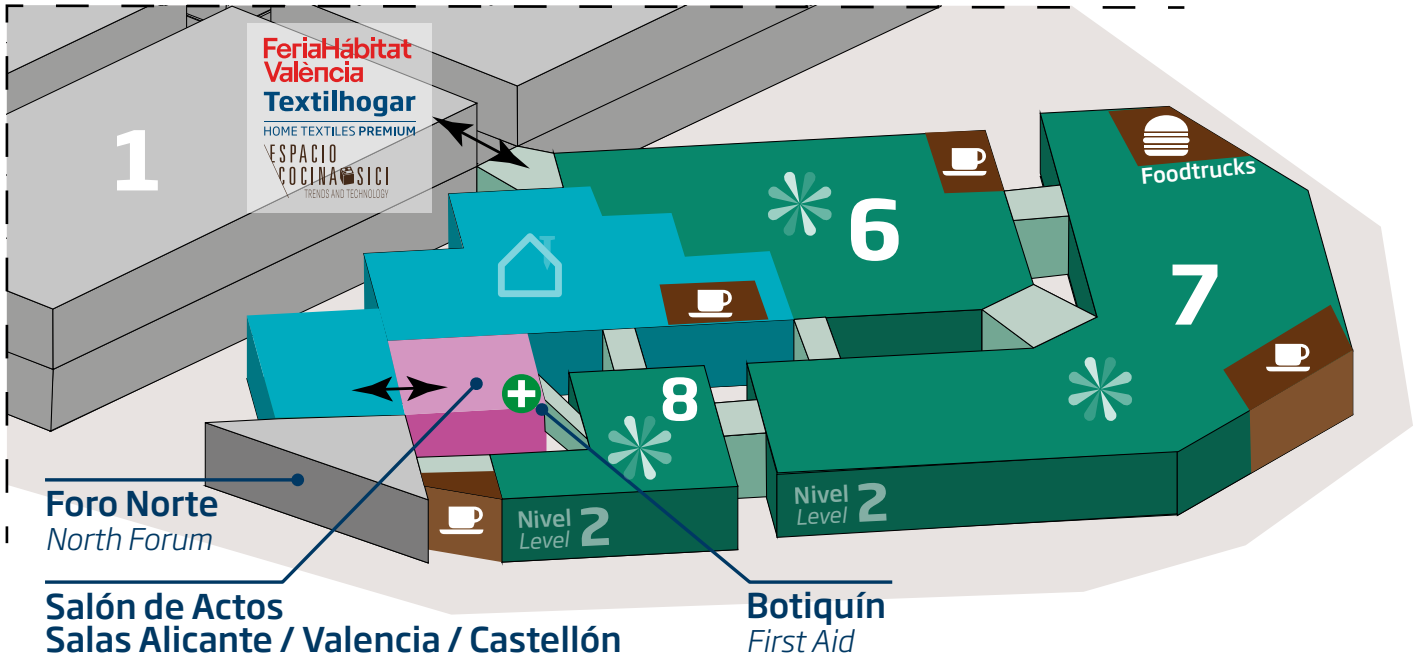 1
FeriaHábitat
València
Textilhogar
HOME TEXTILES PREMIUM
ESPACIO
COCINA SICI
TRENDS AND TECHNOLOGY
Foodtrucks
6
7
8
Nivel
Level 2
Nivel
Level 2
Foro Norte
North Forum
Salón de Actos
Salas Alicante / Valencia / Castellón
Botiquín
First Aid